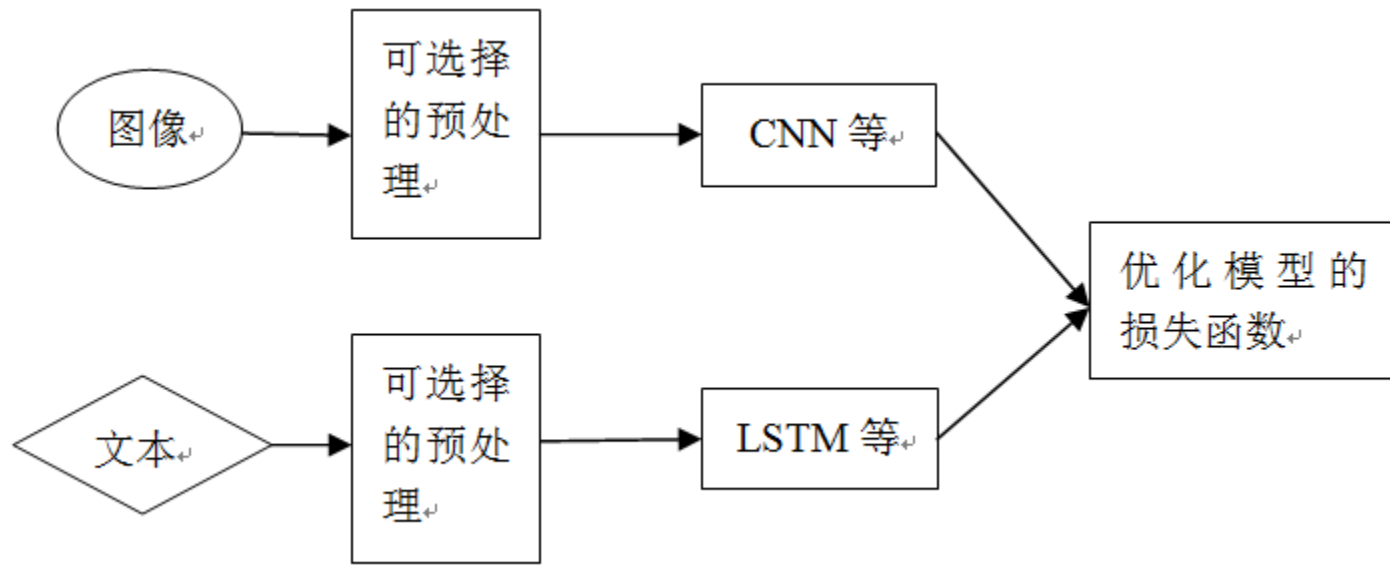 图像
可选择
的预处
理
CNN 等
文本
可选择
的预处
理
LSTM 等
优化模型的
损失函数